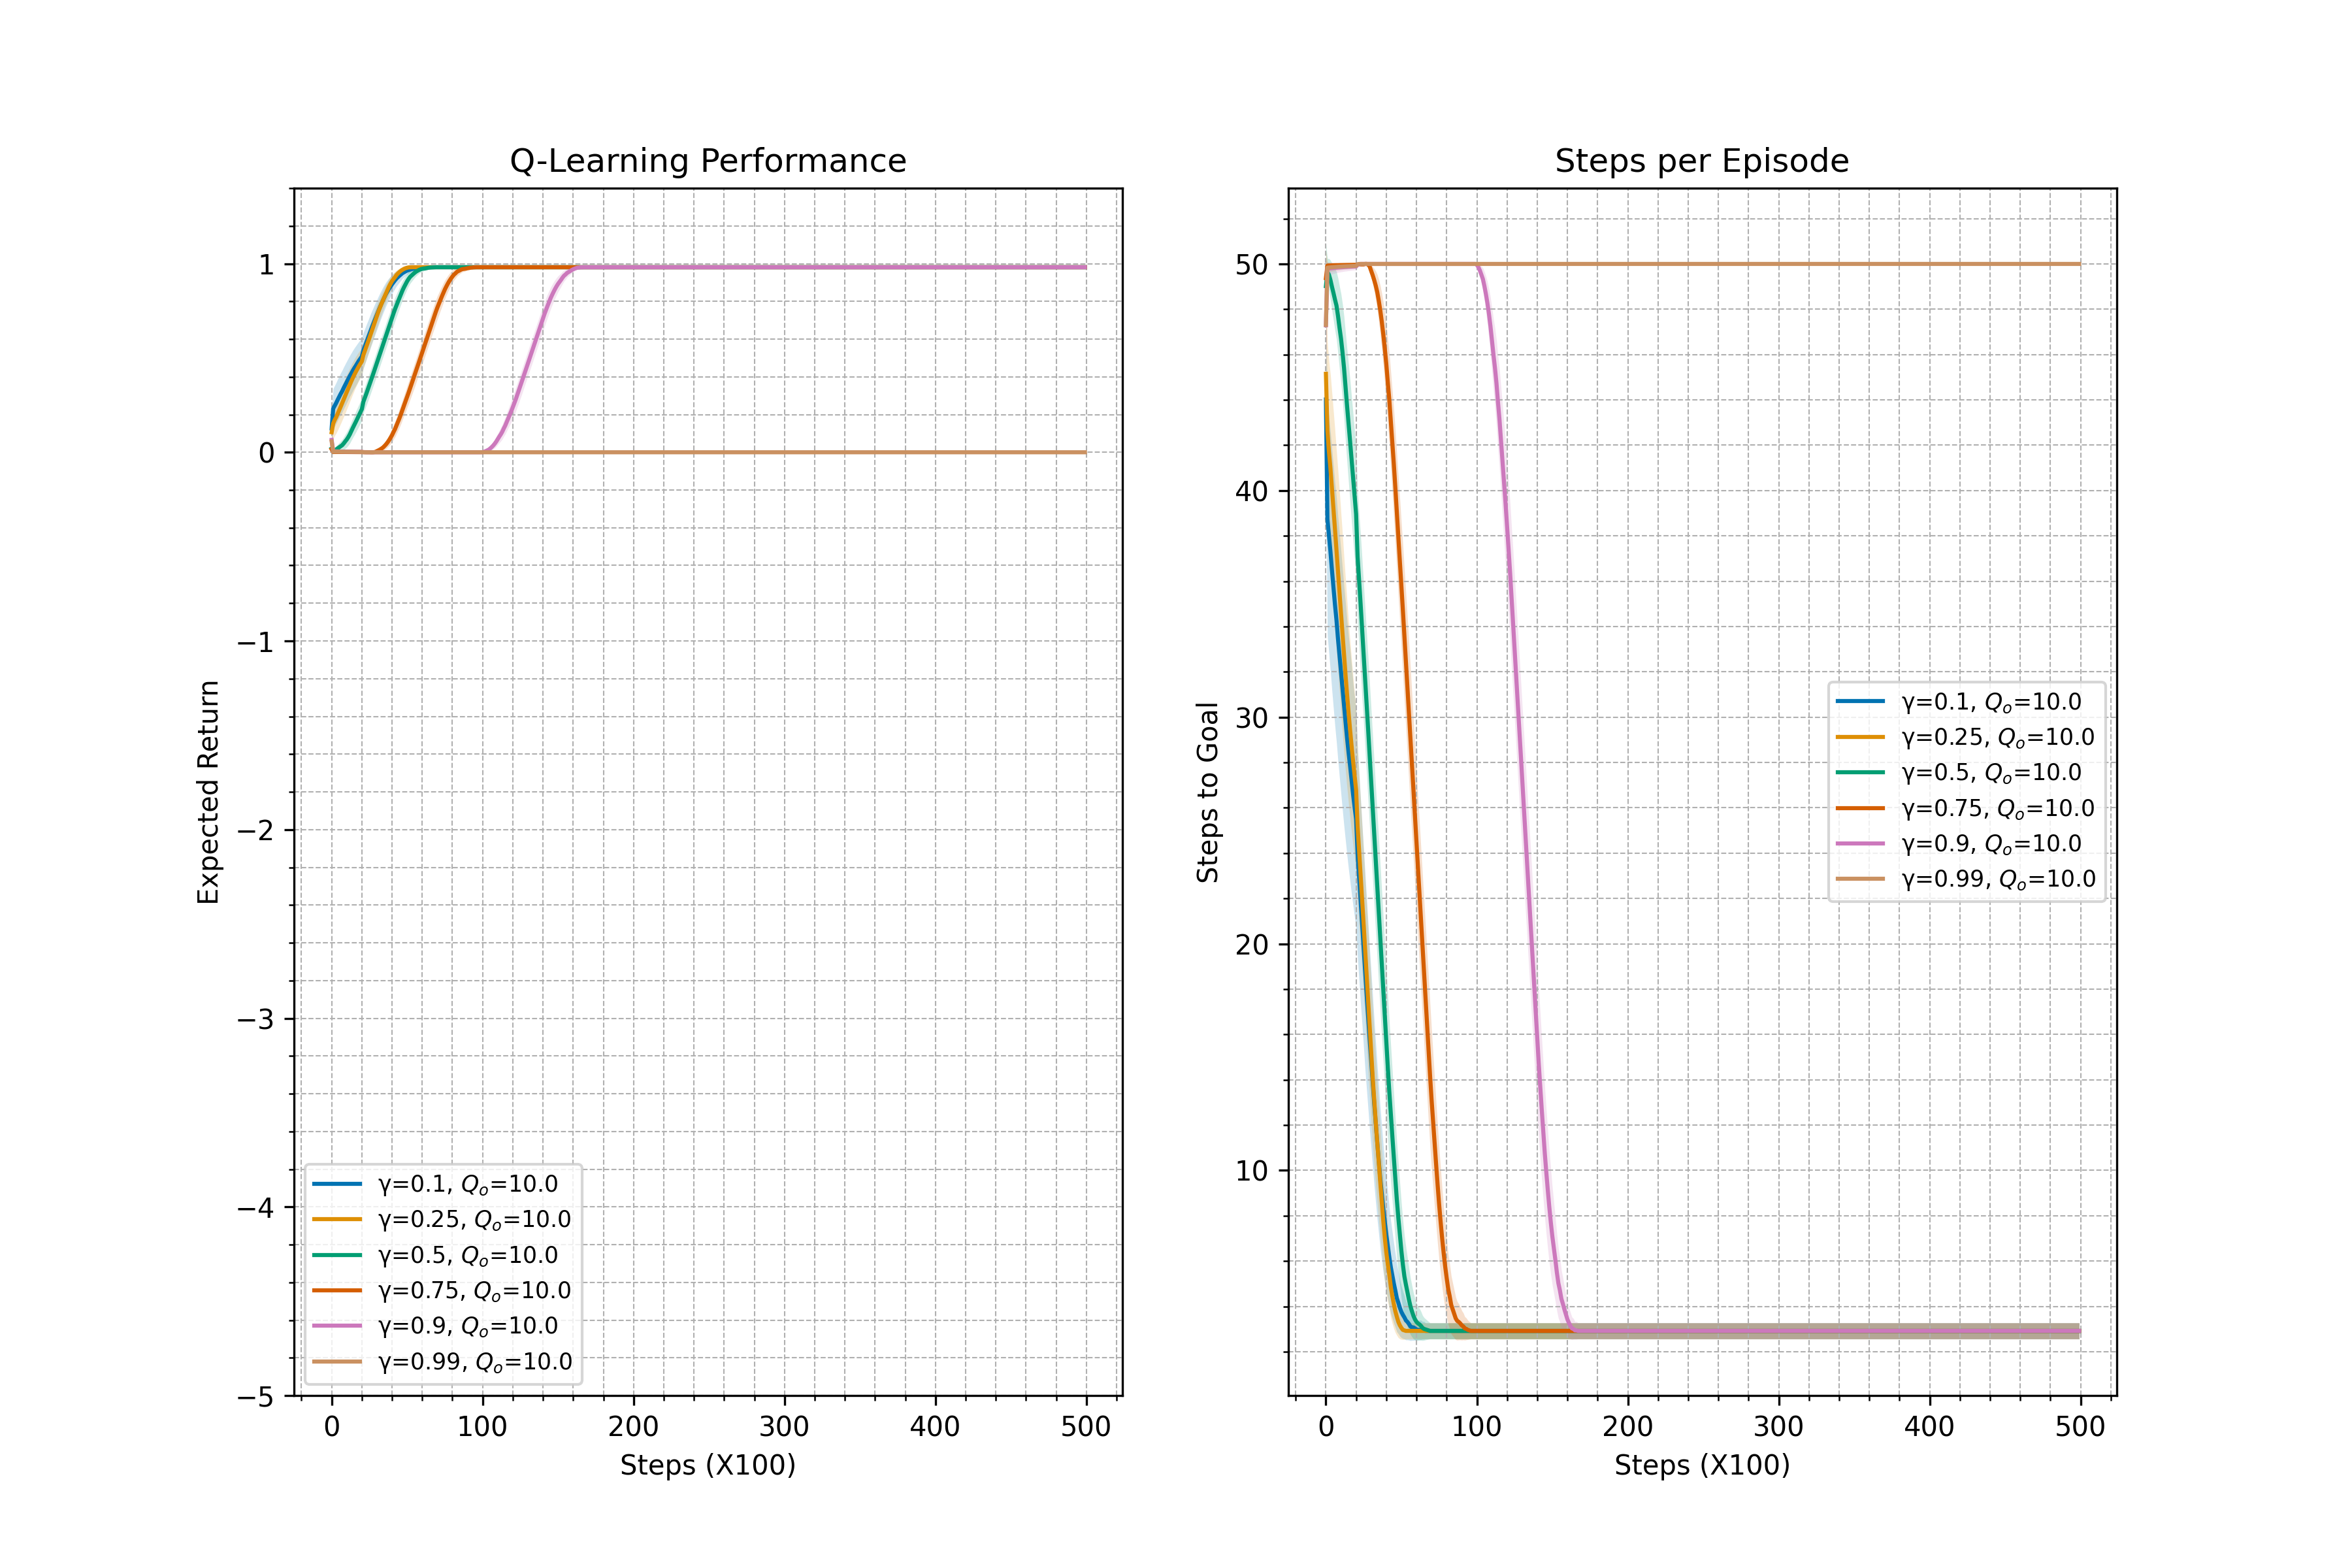 Q-Learning Performance
Expected Return
1
0
−1
−2
−3
−4
−5
γ=0.1, Qₒ=10.0
γ=0.25, Qₒ=10.0
γ=0.5, Qₒ=10.0
γ=0.75, Qₒ=10.0
γ=0.9, Qₒ=10.0
γ=0.99, Qₒ=10.0
0 100 200 300 400 500
Steps (X100)
Steps per Episode
Steps to Goal
50
40
30
20
10
γ=0.1, Qₒ=10.0
γ=0.25, Qₒ=10.0
γ=0.5, Qₒ=10.0
γ=0.75, Qₒ=10.0
γ=0.9, Qₒ=10.0
γ=0.99, Qₒ=10.0
0 100 200 300 400 500
Steps (X100)